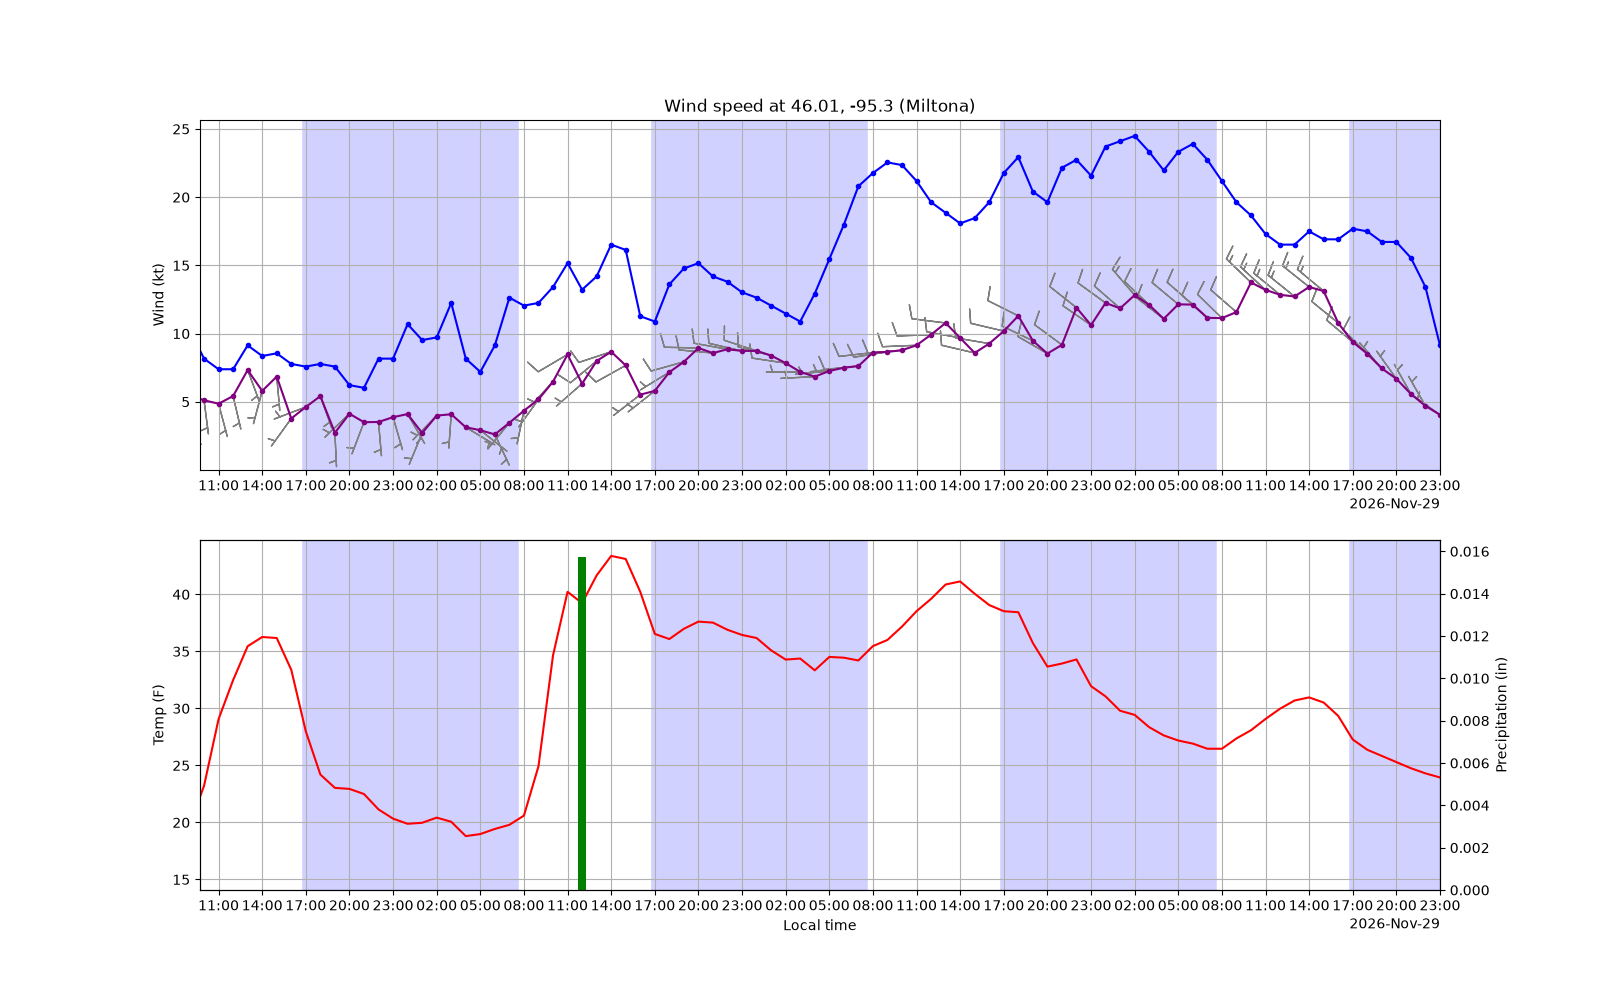 Wind speed at 46.01, -95.3 (Miltona)
25
20
15
10
5
Wind (kt)
11:00 14:00 17:00 20:00 23:00 02:00 05:00 08:00 11:00 14:00 17:00 20:00 23:00 02:00 05:00 08:00 11:00 14:00 17:00 20:00 23:00 02:00 05:00 08:00 11:00 14:00 17:00 20:00 23:00
2026-Nov-29
40
35
30
25
20
15
Temp (F)
0.016
0.014
0.012
0.010
0.008
0.006
0.004
0.002
0.000
Precipitation (in)
11:00 14:00 17:00 20:00 23:00 02:00 05:00 08:00 11:00 14:00 17:00 20:00 23:00 02:00 05:00 08:00 11:00 14:00 17:00 20:00 23:00 02:00 05:00 08:00 11:00 14:00 17:00 20:00 23:00
Local time
2026-Nov-29